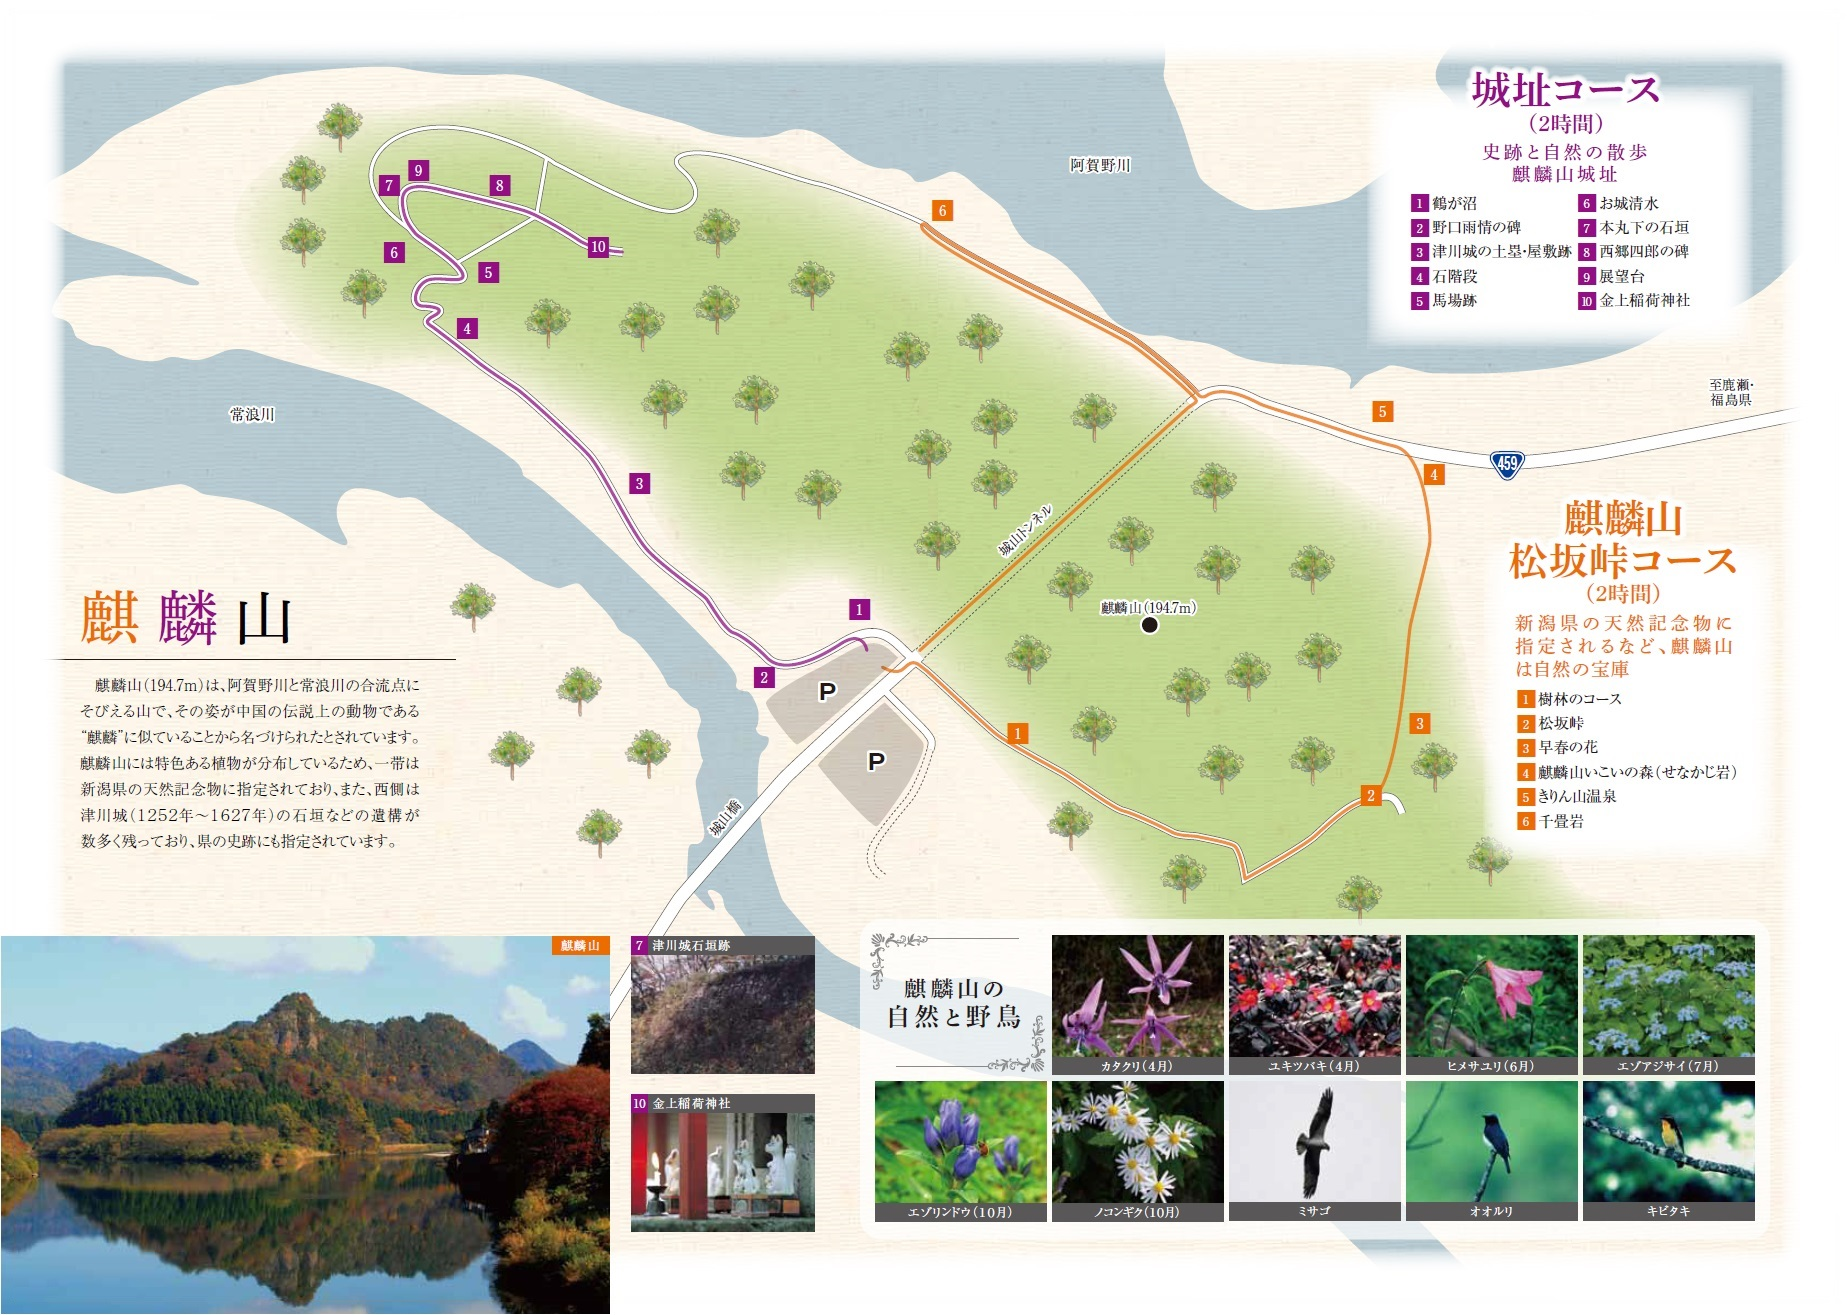 城址コース
（2時間）
史跡と自然の散歩
麒麟山城址
1 鶴が沼
2 野口雨情の碑
3 津川城の土塁・屋敷跡
4 石階段
5 馬場跡
6 お城清水
7 本丸下の石垣
8 西郷四郎の碑
9 展望台
10 金上稲荷神社
阿賀野川
常浪川
至鹿瀬・
福島県
459
9
7
8
6
10
6
5
4
5
4
3
城山トンネル
麒麟山（194.7m）
1
2
P
P
1
3
2
城山橋
麒麟山
松坂峠コース
（2時間）
新潟県の天然記念物に
指定されるなど、麒麟山
は自然の宝庫
1 樹林のコース
2 松坂峠
3 早春の花
4 麒麟山いこいの森（せなかじ岩）
5 きりん山温泉
6 千畳岩
麒麟山
麒麟山（194.7m）は、阿賀野川と常浪川の合流点に
そびえる山で、その姿が中国の伝説上の動物である
“麒麟”に似ていることから名づけられたとされています。
麒麟山には特色ある植物が分布しているため、一帯は
新潟県の天然記念物に指定されており、また、西側は
津川城（1252年～1627年）の石垣などの遺構が
数多く残っており、県の史跡にも指定されています。
麒麟山
7 津川城石垣跡
10 金上稲荷神社
麒麟山の
自然と野鳥
カタクリ（4月）
ユキツバキ（4月）
ヒメサユリ（6月）
エゾアジサイ（7月）
エゾリンドウ（10月）
ノコンギク（10月）
ミサゴ
オオルリ
キビタキ